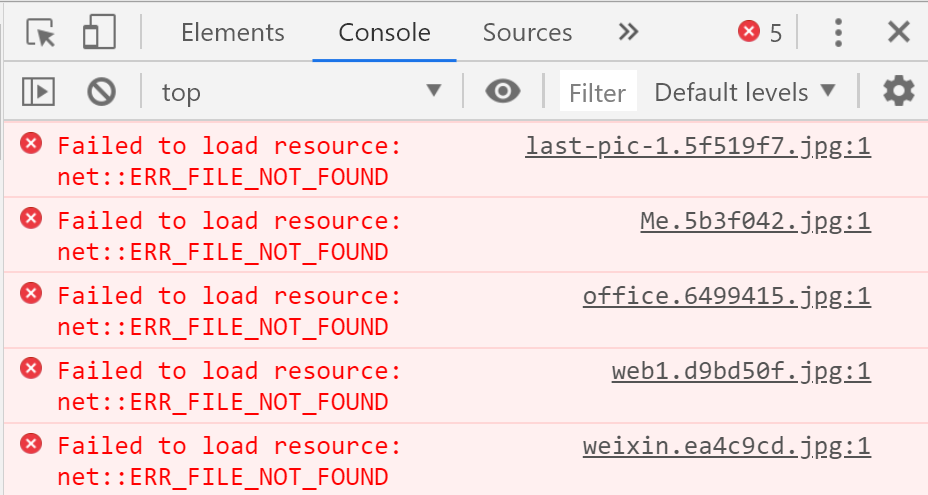 Elements Console Sources » 5
top Filter Default levels
Failed to load resource: last-pic-1.5f519f7.jpg:1
net::ERR_FILE_NOT_FOUND
Failed to load resource: Me.5b3f042.jpg:1
net::ERR_FILE_NOT_FOUND
Failed to load resource: office.6499415.jpg:1
net::ERR_FILE_NOT_FOUND
Failed to load resource: web1.d9bd50f.jpg:1
net::ERR_FILE_NOT_FOUND
Failed to load resource: weixin.ea4c9cd.jpg:1
net::ERR_FILE_NOT_FOUND